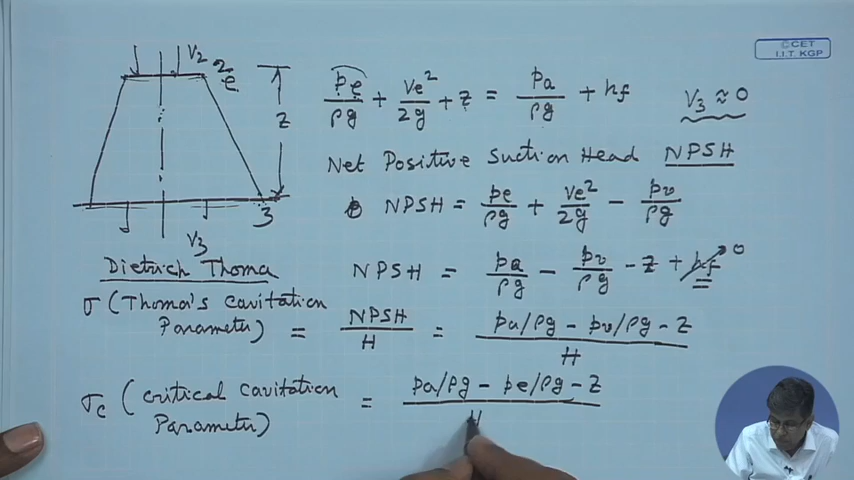 ©CET
I.I.T. KGP
V2
2
e
z
3
V3
pe/ρg + Ve²/2g + z = pa/ρg + hf V3 ≈ 0
Net Positive Suction Head NPSH
NPSH = pe/ρg + Ve²/2g − pv/ρg
Dietrich Thoma
NPSH = pa/ρg − pv/ρg − z + hf 0
σ (Thoma's cavitation Parameter) = NPSH/H = (pa/ρg − pv/ρg − z)/H
σc (critical cavitation Parameter) = (pa/ρg − pe/ρg − z)/H